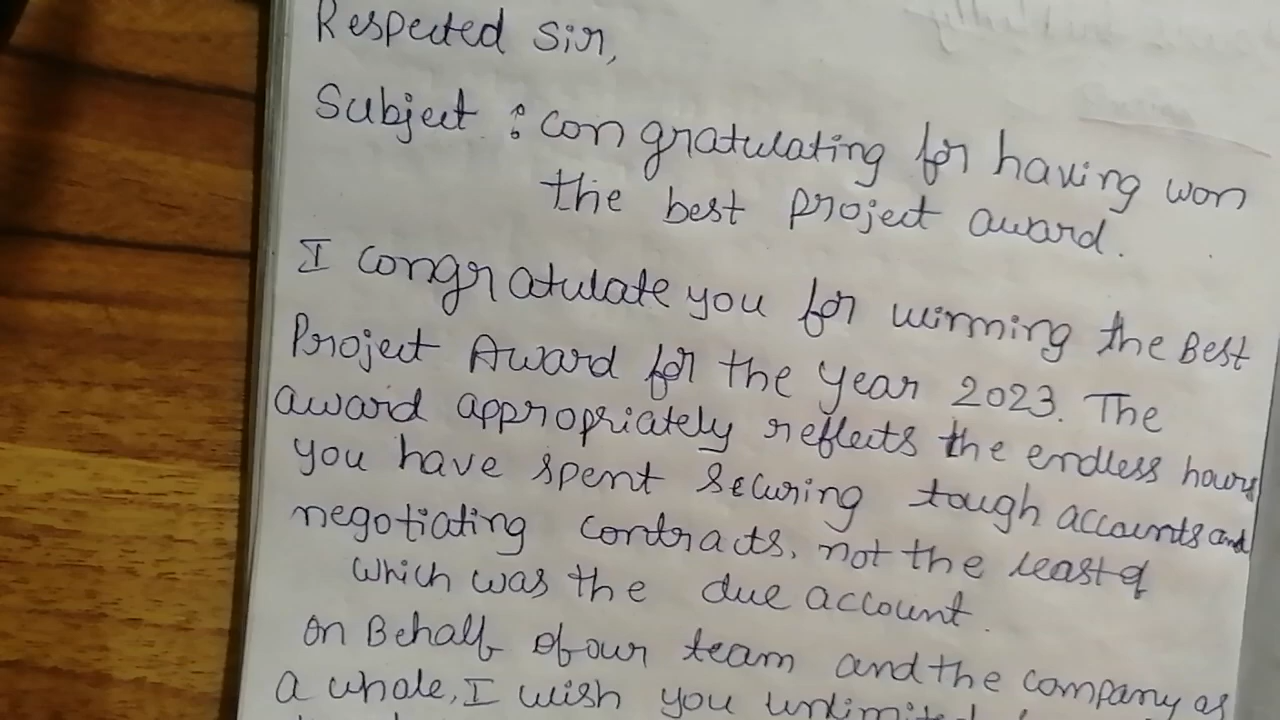 Respected Sir,
Subject : congratulating for having won
the best project award.
I congratulate you for winning the Best
Project Award for the year 2023. The
award appropriately reflects the endless hours
you have spent securing tough accounts and
negotiating contracts, not the least of
which was the due account.
on Behalf of our team and the company as
a whole, I wish you unlimited